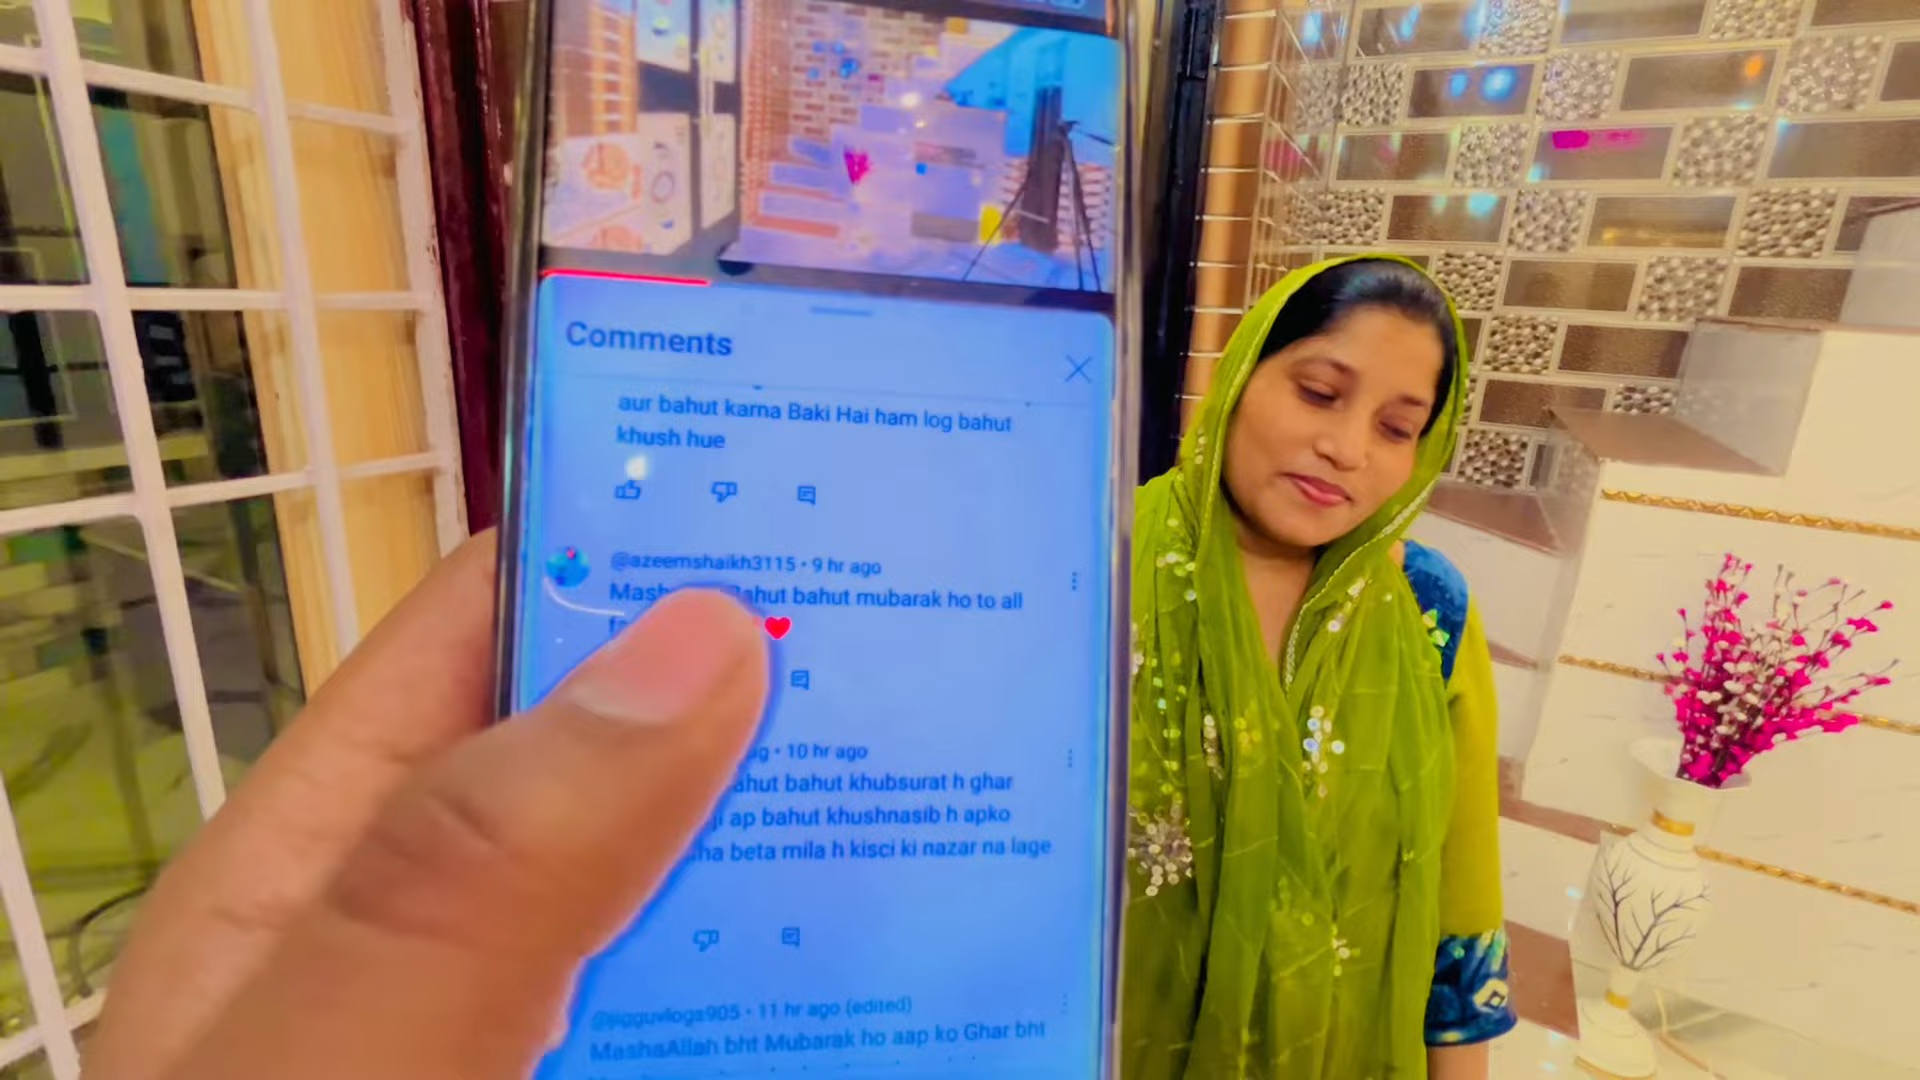 Comments
aur bahut karna Baki Hai ham log bahut
khush hue
@azeemshaikh3115 • 9 hr ago
bahut mubarak ho to all
❤️
• 10 hr ago
bahut khubsurat h ghar
ap bahut khushnasib h apko
beta mila h kisci ki nazar na lage
@jigguvlogs905 • 11 hr ago (edited)
MashaAllah bht Mubarak ho aap ko Ghar bht